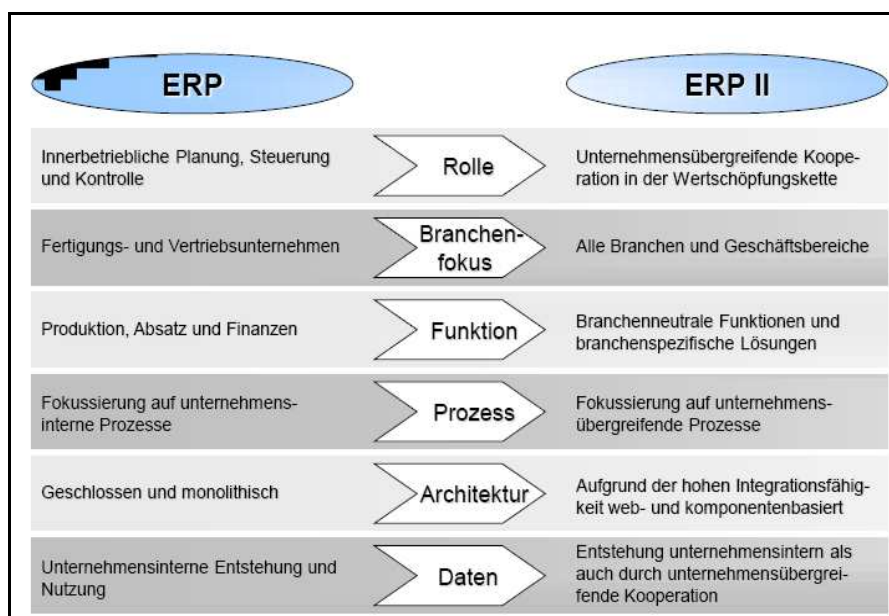 ERP
ERP II
Innerbetriebliche Planung, Steuerung
und Kontrolle
Rolle
Unternehmensübergreifende Koope-
ration in der Wertschöpfungskette
Fertigungs- und Vertriebsunternehmen
Branchen-
fokus
Alle Branchen und Geschäftsbereiche
Produktion, Absatz und Finanzen
Funktion
Branchenneutrale Funktionen und
branchenspezifische Lösungen
Fokussierung auf unternehmens-
interne Prozesse
Prozess
Fokussierung auf unternehmens-
übergreifende Prozesse
Geschlossen und monolithisch
Architektur
Aufgrund der hohen Integrationsfähig-
keit web- und komponentenbasiert
Unternehmensinterne Entstehung und
Nutzung
Daten
Entstehung unternehmensintern als
auch durch unternehmensübergrei-
fende Kooperation